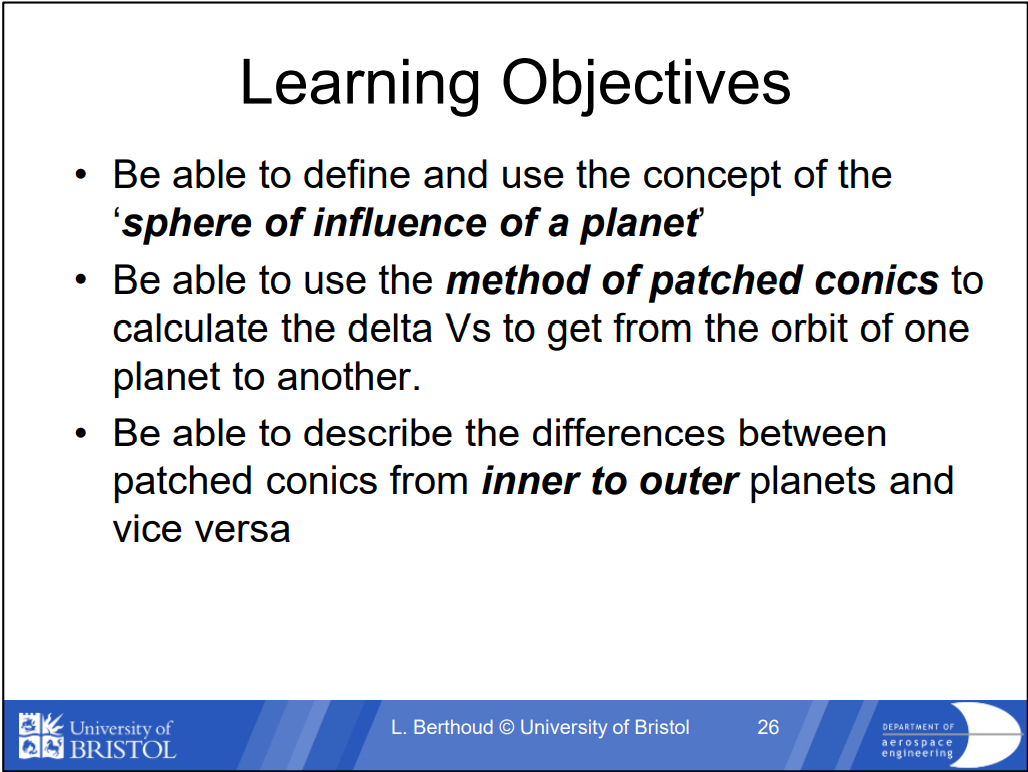 Learning Objectives
• Be able to define and use the concept of the
‘sphere of influence of a planet’
• Be able to use the method of patched conics to
calculate the delta Vs to get from the orbit of one
planet to another.
• Be able to describe the differences between
patched conics from inner to outer planets and
vice versa
University of
BRISTOL
L. Berthoud © University of Bristol
26
DEPARTMENT OF
aerospace
engineering